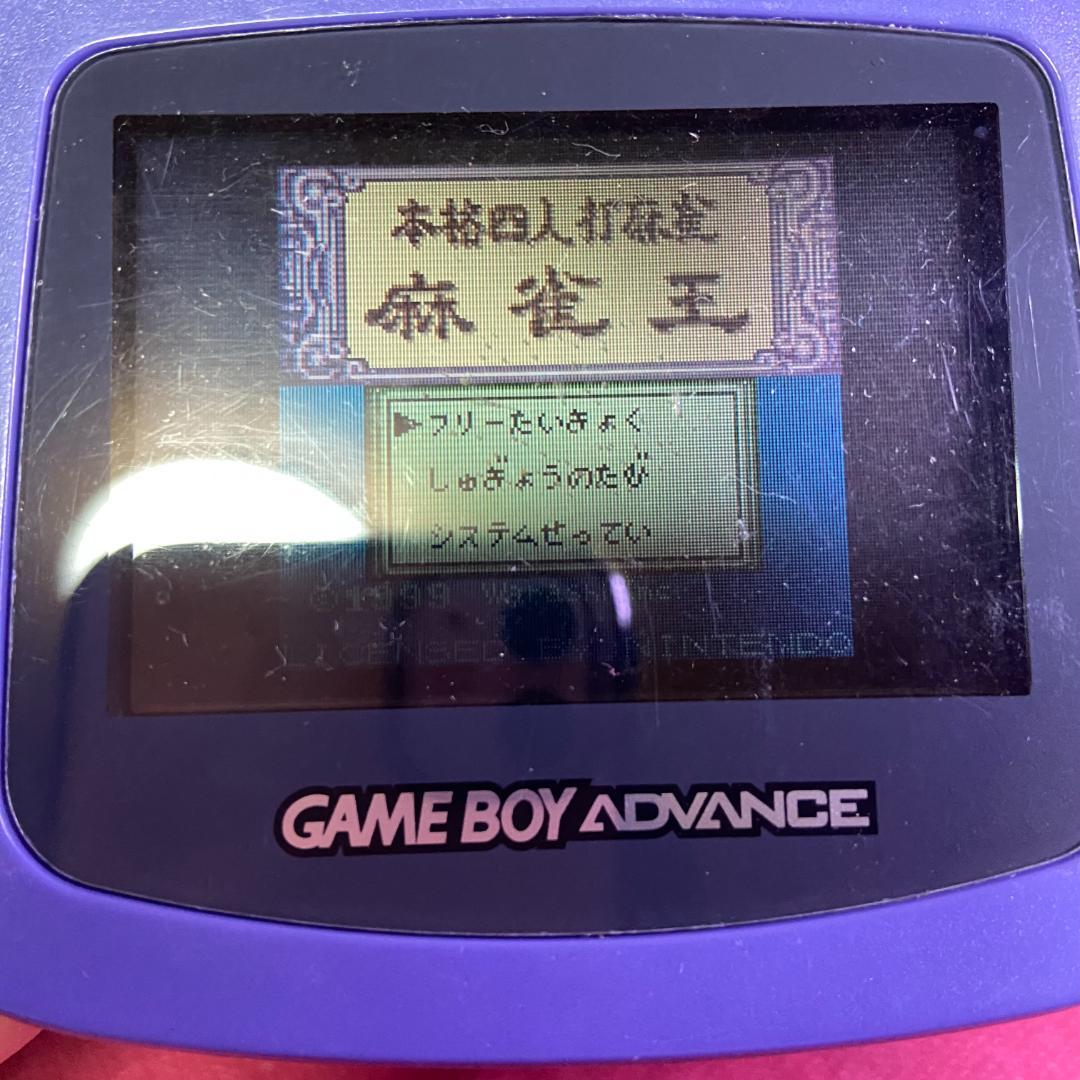 本格四人打麻雀
麻雀王
▶フリーたいきょく
しゅぎょうのたび
システムせってい
©1999
LICENSED BY NINTENDO
GAME BOY ADVANCE